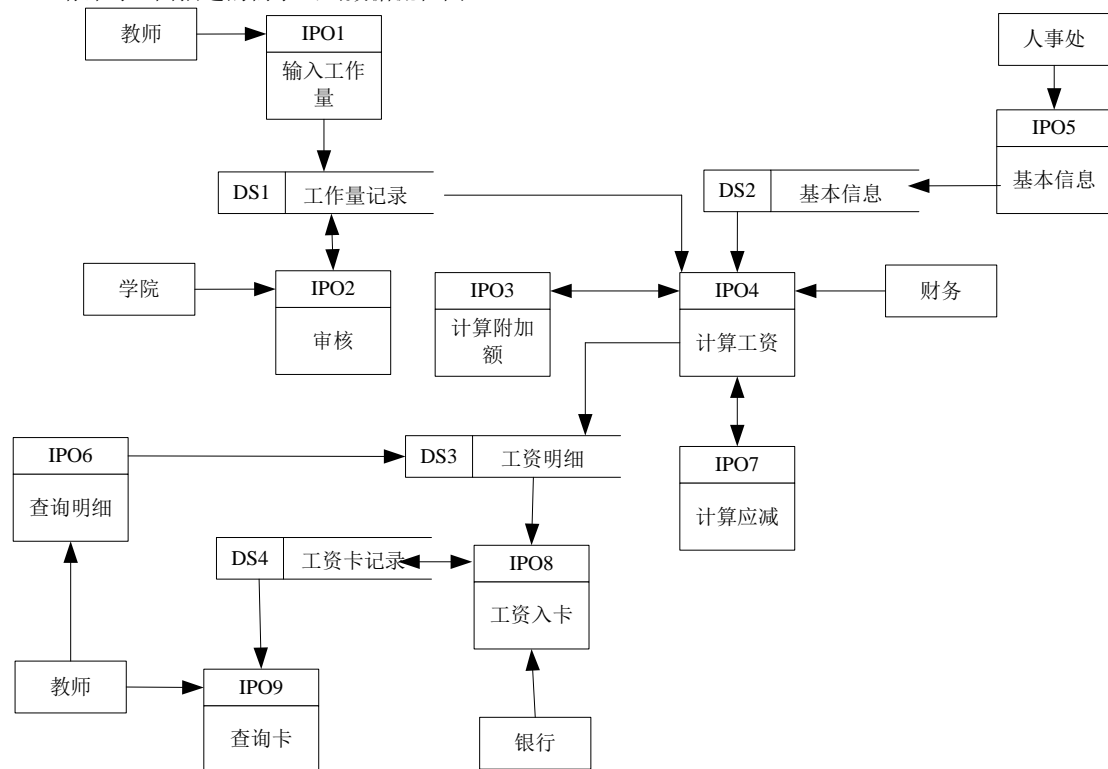 教师
IPO1
输入工作
量
人事处
IPO5
基本信息
DS1
工作量记录
DS2
基本信息
学院
IPO2
审核
IPO3
计算附加
额
IPO4
计算工资
财务
IPO6
查询明细
DS3
工资明细
IPO7
计算应减
DS4
工资卡记录
IPO8
工资入卡
教师
IPO9
查询卡
银行